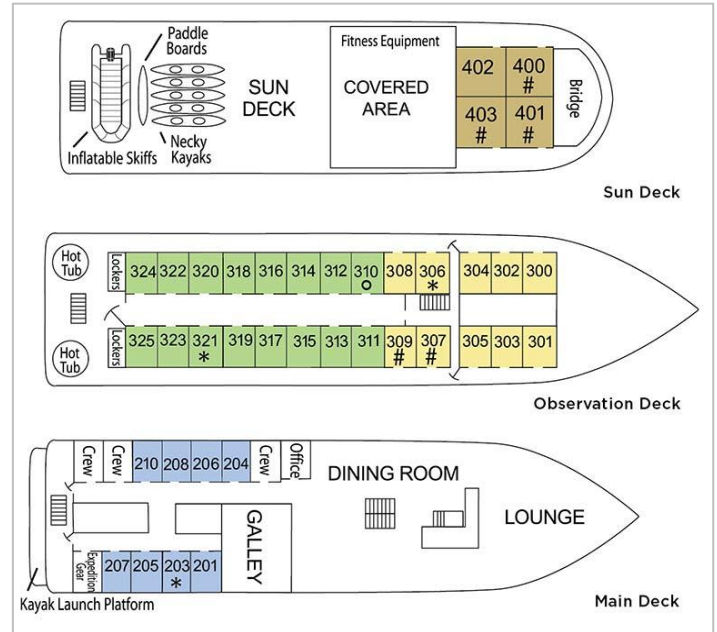 Paddle
Boards
Fitness Equipment
SUN
DECK
COVERED
AREA
402
400
#
403
#
401
#
Bridge
Inflatable Skiffs
Necky
Kayaks
Sun Deck
Hot
Tub
Lockers
324 322 320 318 316 314 312 310 308 306 304 302 300
o *
Hot
Tub
Lockers
325 323 321 319 317 315 313 311 309 307 305 303 301
* # #
Observation Deck
Crew
Crew
210 208 206 204
Crew
Office
DINING ROOM
LOUNGE
GALLEY
Expedition
Gear
207 205 203 201
*
Kayak Launch Platform
Main Deck